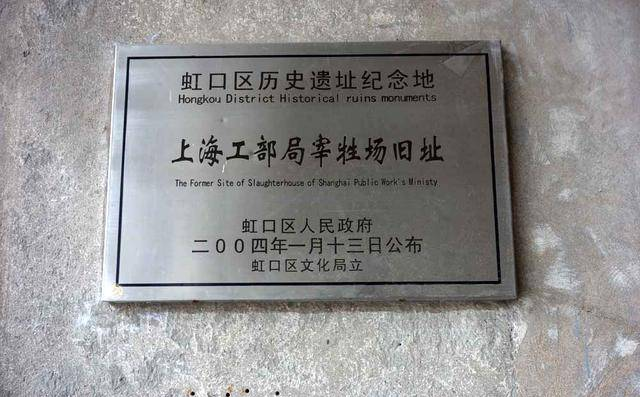 虹口区历史遗址纪念地
Hongkou District Historical ruins monuments
上海工部局宰牲场旧址
The Former Site of Slaughterhouse of Shanghai Public Work's Ministy
虹口区人民政府
二00四年一月十三日公布
虹口区文化局立